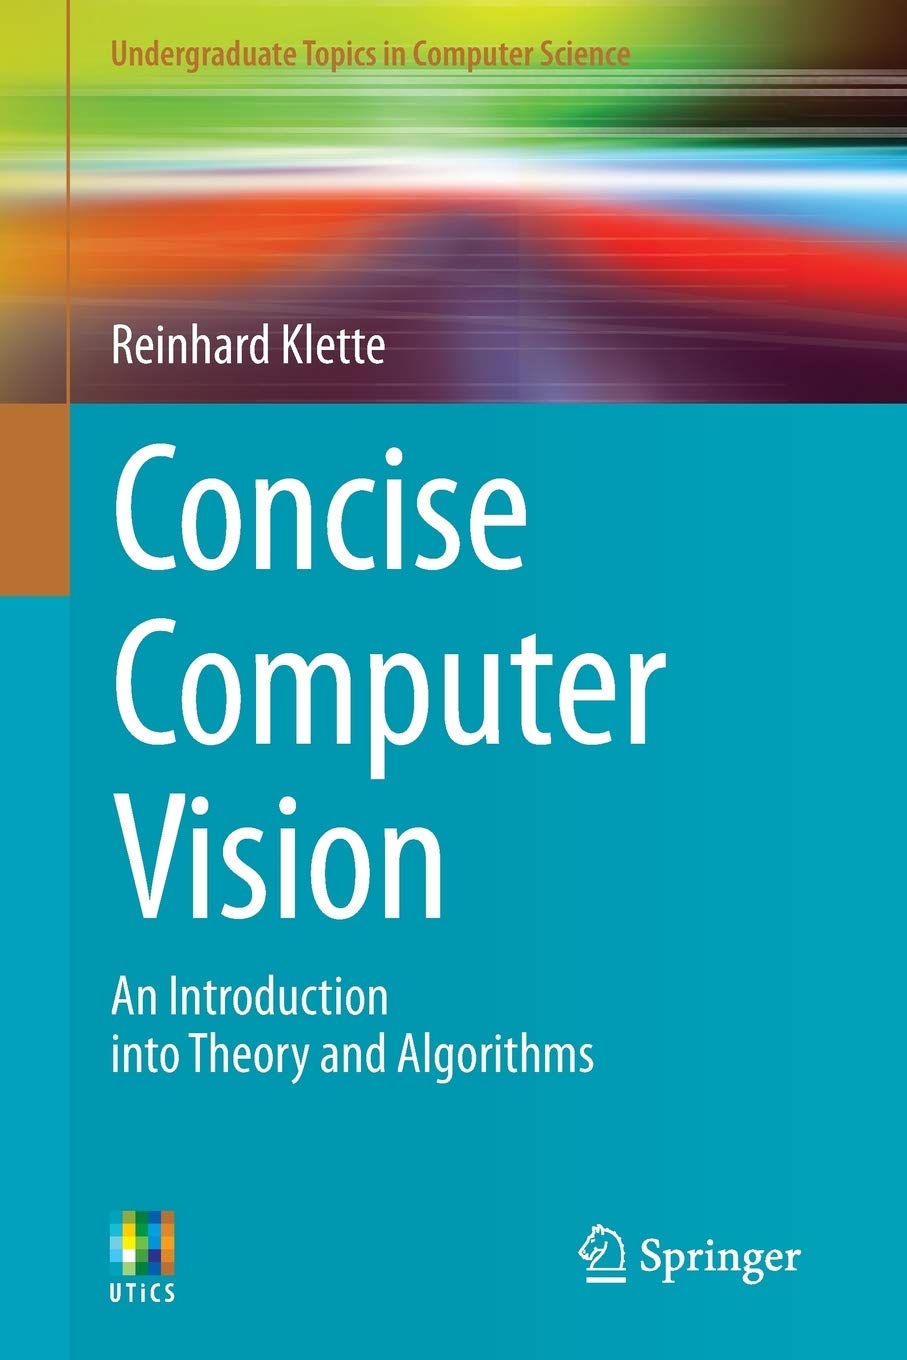 Undergraduate Topics in Computer Science
Reinhard Klette
Concise
Computer
Vision
An Introduction
into Theory and Algorithms
UTiCS
Springer